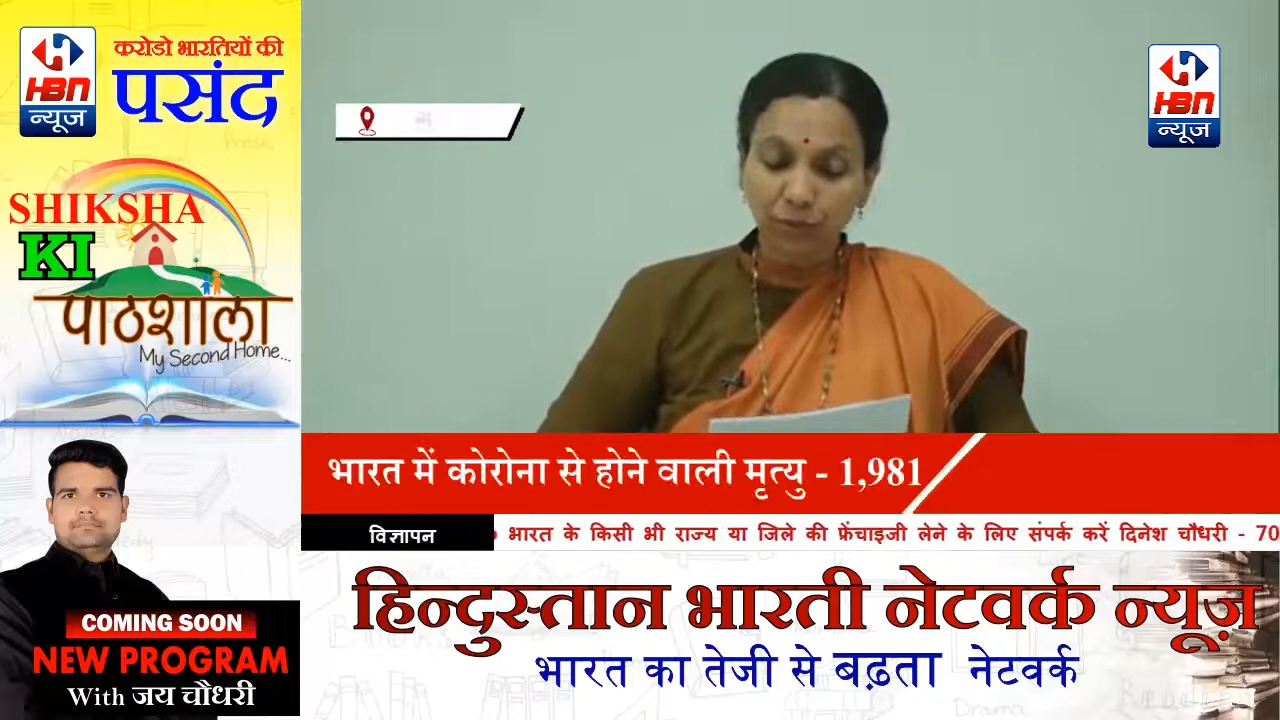 HBN
न्यूज
करोडो भारतियों की
पसंद
SHIKSHA
KI
पाठशाला
My Second Home...
COMING SOON
NEW PROGRAM
With जय चौधरी
HBN
न्यूज
भारत में कोरोना से होने वाली मृत्यु - 1,981
विज्ञापन
भारत के किसी भी राज्य या जिले की फ्रेंचाइजी लेने के लिए संपर्क करें दिनेश चौधरी - 70
हिन्दुस्तान भारती नेटवर्क न्यूज़
भारत का तेजी से बढ़ता नेटवर्क